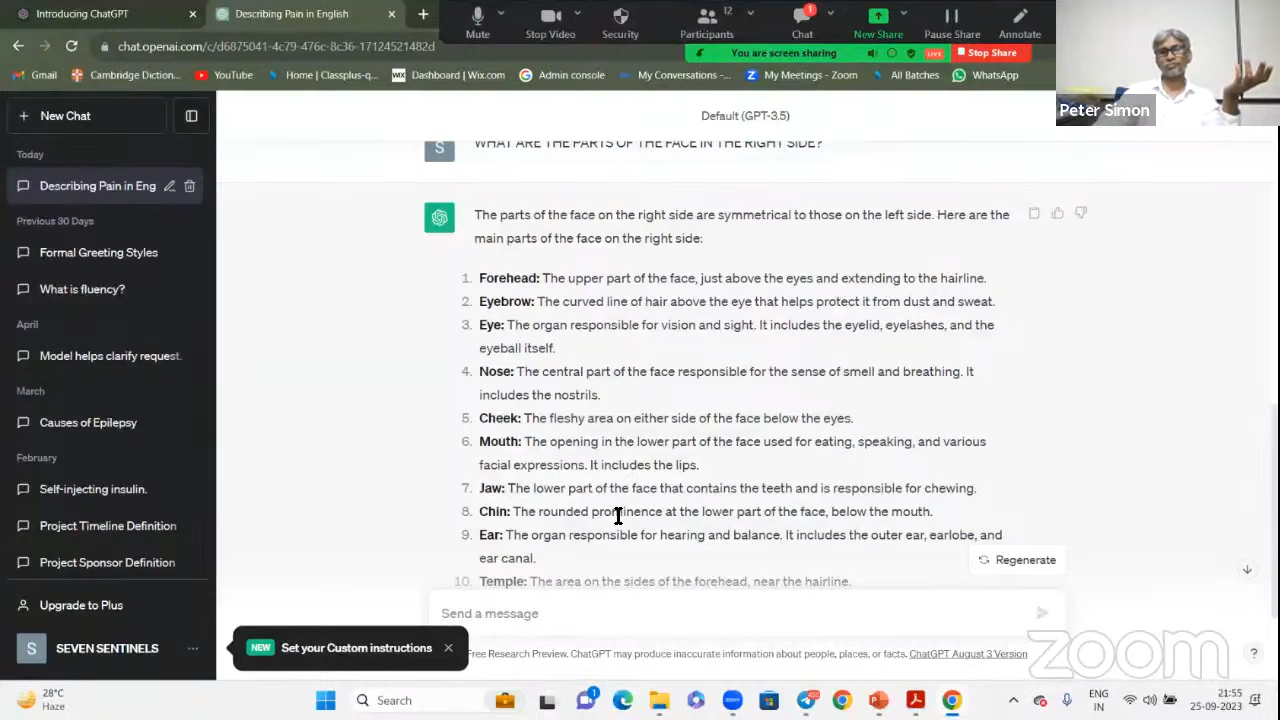 Introducing ChatGPT
Describing Pain in English
chat.openai.com/c/d6875041-4c79-476c-8c36-17124521482d
Mute
Stop Video
Security
12
Participants
1
Chat
New Share
Pause Share
Annotate
You are screen sharing
LIVE
Stop Share
Peter Simon
Gmail
Cambridge Diction...
YouTube
Home | Classplus-q...
WIX
Dashboard | Wix.com
Admin console
My Conversations -...
My Meetings - Zoom
All Batches
WhatsApp
New Chat
Today
Describing Pain in Eng
Previous 30 Days
Formal Greeting Styles
What is fluency?
April
Model helps clarify request.
March
Causes of Epilepsy
February
Self-injecting insulin.
Project Timeline Definition
Project Sponsor Definition
Upgrade to Plus
S
SEVEN SENTINELS
...
Default (GPT-3.5)
S
WHAT ARE THE PARTS OF THE FACE IN THE RIGHT SIDE?
The parts of the face on the right side are symmetrical to those on the left side. Here are the
main parts of the face on the right side:
1. Forehead: The upper part of the face, just above the eyes and extending to the hairline.
2. Eyebrow: The curved line of hair above the eye that helps protect it from dust and sweat.
3. Eye: The organ responsible for vision and sight. It includes the eyelid, eyelashes, and the
eyeball itself.
4. Nose: The central part of the face responsible for the sense of smell and breathing. It
includes the nostrils.
5. Cheek: The fleshy area on either side of the face below the eyes.
6. Mouth: The opening in the lower part of the face used for eating, speaking, and various
facial expressions. It includes the lips.
7. Jaw: The lower part of the face that contains the teeth and is responsible for chewing.
8. Chin: The rounded prominence at the lower part of the face, below the mouth.
9. Ear: The organ responsible for hearing and balance. It includes the outer ear, earlobe, and
ear canal.
10. Temple: The area on the sides of the forehead, near the hairline.
Regenerate
Send a message
NEW Set your Custom instructions
Free Research Preview. ChatGPT may produce inaccurate information about people, places, or facts. ChatGPT August 3 Version
zoom
?
28°C
Haze
Search
1
ENG
IN
21:55
25-09-2023